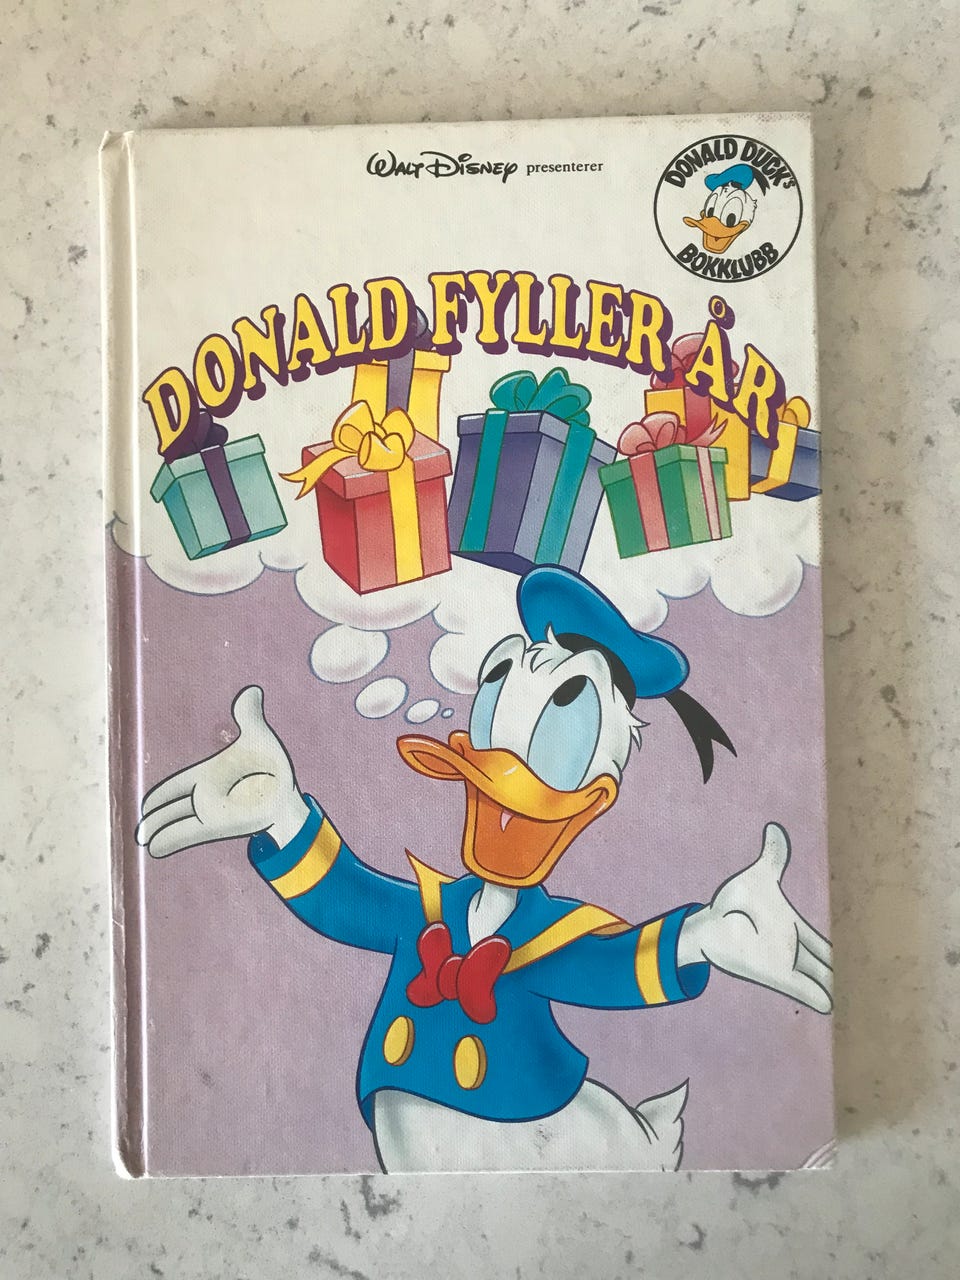 Walt Disney presenterer
DONALD DUCK's
BOKKLUBB
DONALD FYLLER ÅR